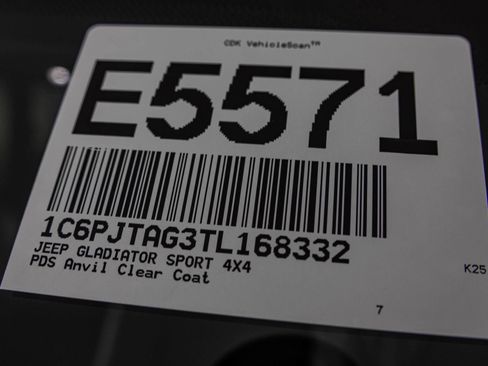 CDK VehicleScan™
E5571
1C6PJTAG3TL168332
JEEP GLADIATOR SPORT 4X4
PDS Anvil Clear Coat
K25
7